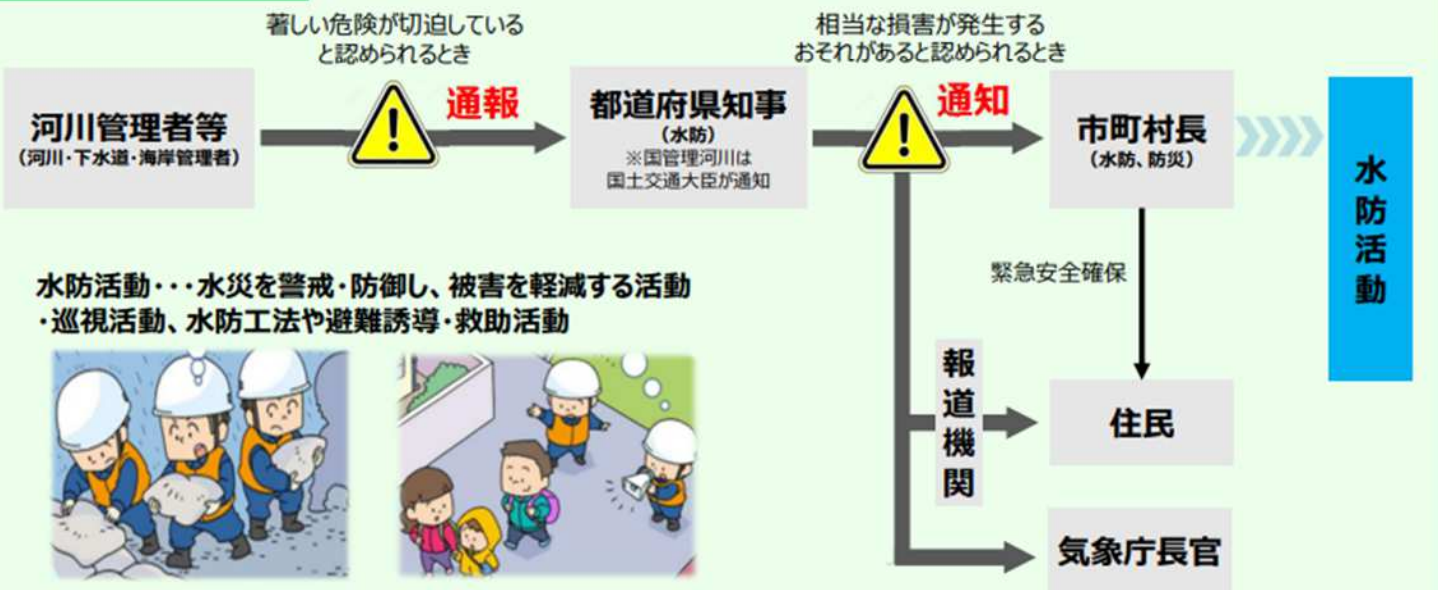 著しい危険が切迫している
と認められるとき
相当な損害が発生する
おそれがあると認められるとき
河川管理者等
（河川・下水道・海岸管理者）
通報
都道府県知事
（水防）
※国管理河川は
国土交通大臣が通知
通知
市町村長
（水防、防災）
水防活動
緊急安全確保
水防活動・・・水災を警戒・防御し、被害を軽減する活動
・巡視活動、水防工法や避難誘導・救助活動
報道機関
住民
気象庁長官